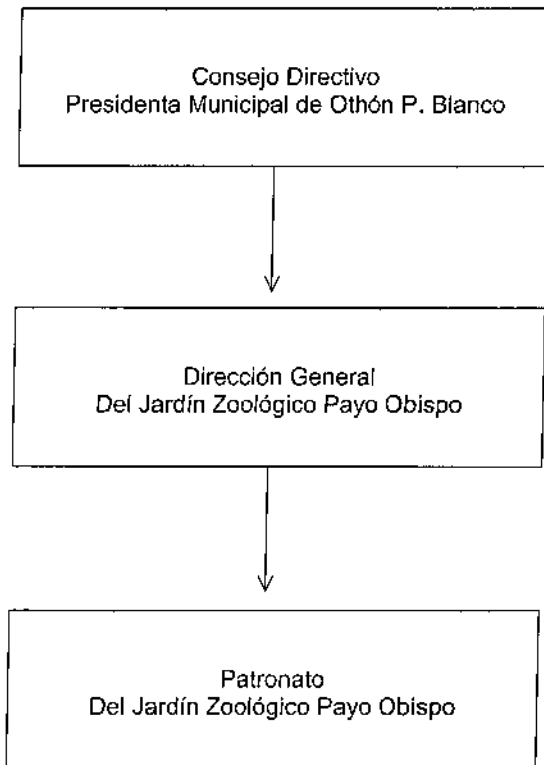 Consejo Directivo
Presidenta Municipal de Othón P. Blanco
Dirección General
Del Jardín Zoológico Payo Obispo
Patronato
Del Jardín Zoológico Payo Obispo